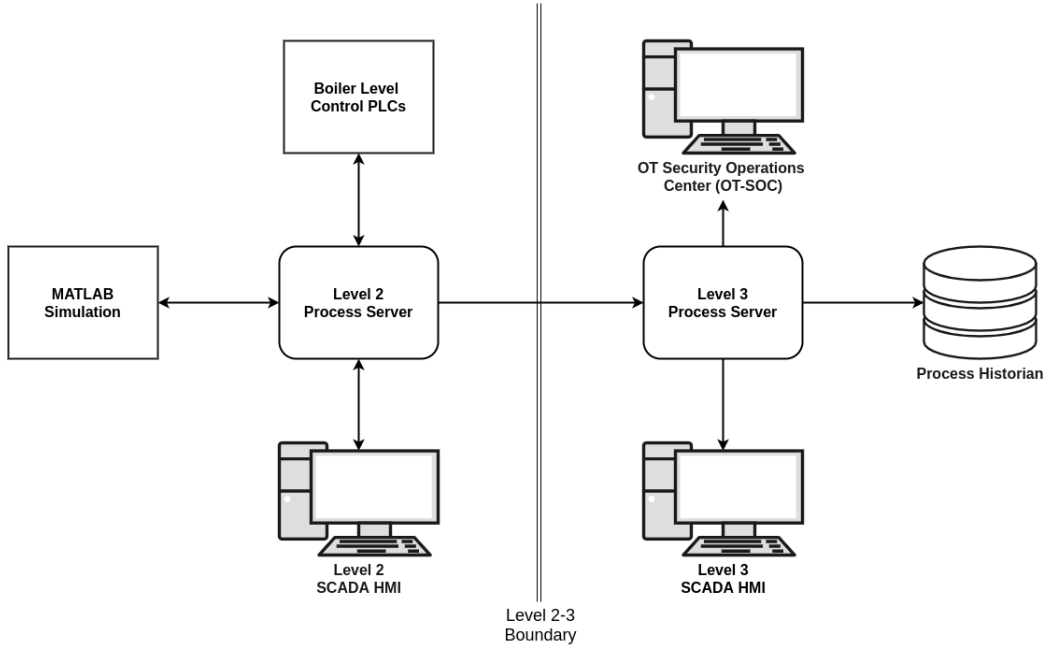 Boiler Level
Control PLCs
OT Security Operations
Center (OT-SOC)
MATLAB
Simulation
Level 2
Process Server
Level 3
Process Server
Process Historian
Level 2
SCADA HMI
Level 3
SCADA HMI
Level 2-3
Boundary